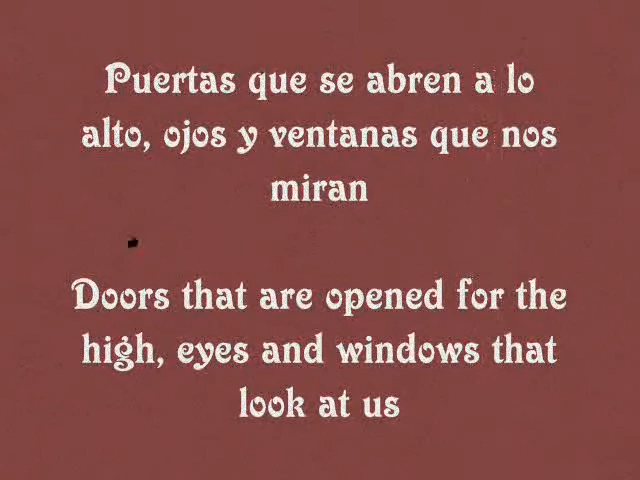 Puertas que se abren a lo
alto, ojos y ventanas que nos
miran
Doors that are opened for the
high, eyes and windows that
look at us